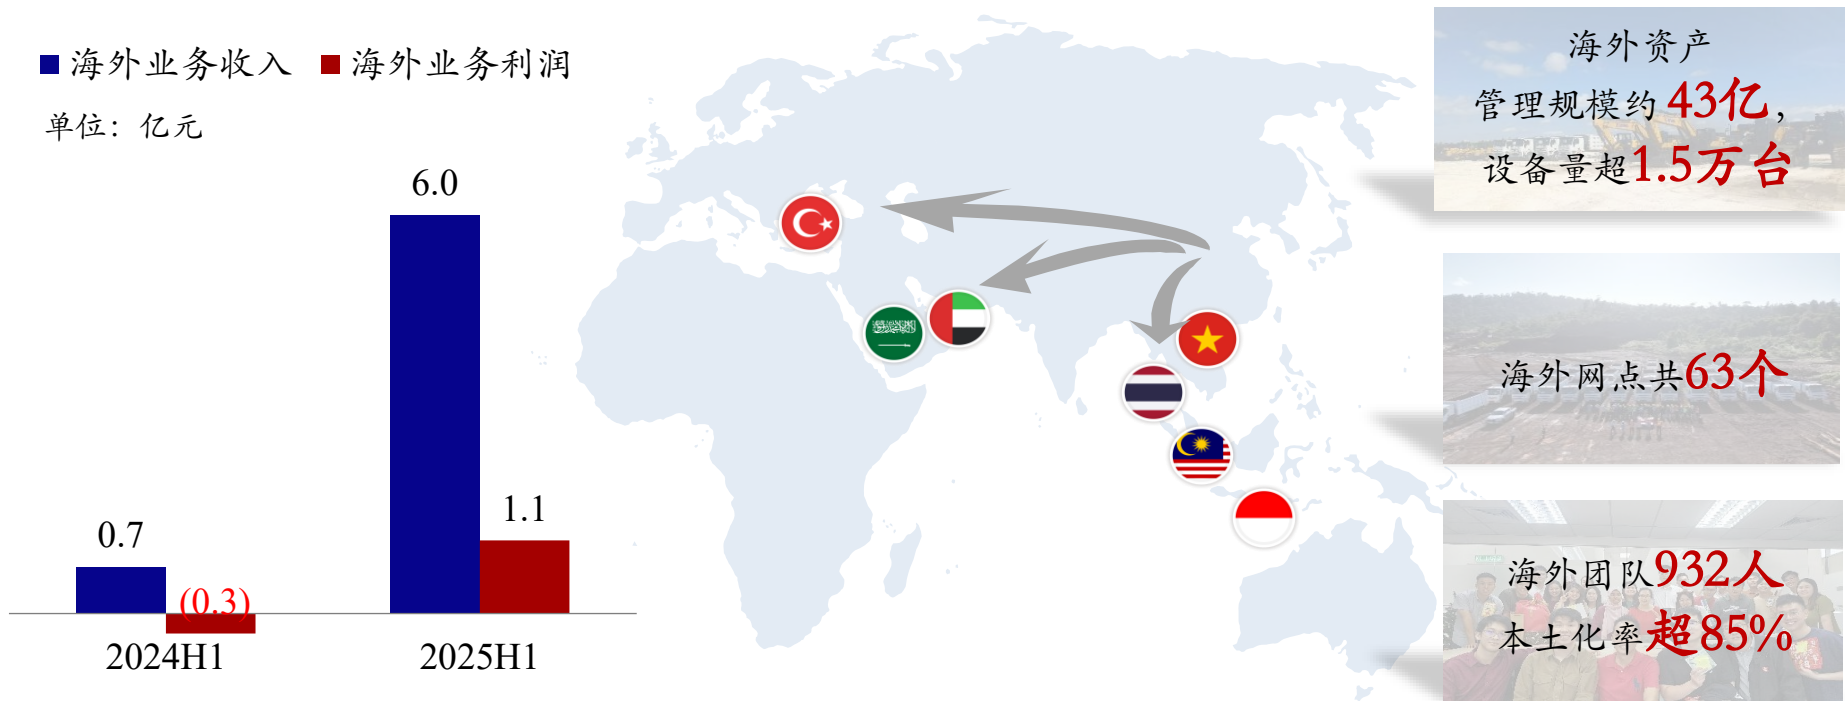 海外业务收入 海外业务利润
单位：亿元
6.0
1.1
0.7
(0.3)
2024H1 2025H1
海外资产
管理规模约 43亿，
设备量超1.5万台
海外网点共63个
海外团队932人
本土化率超85%